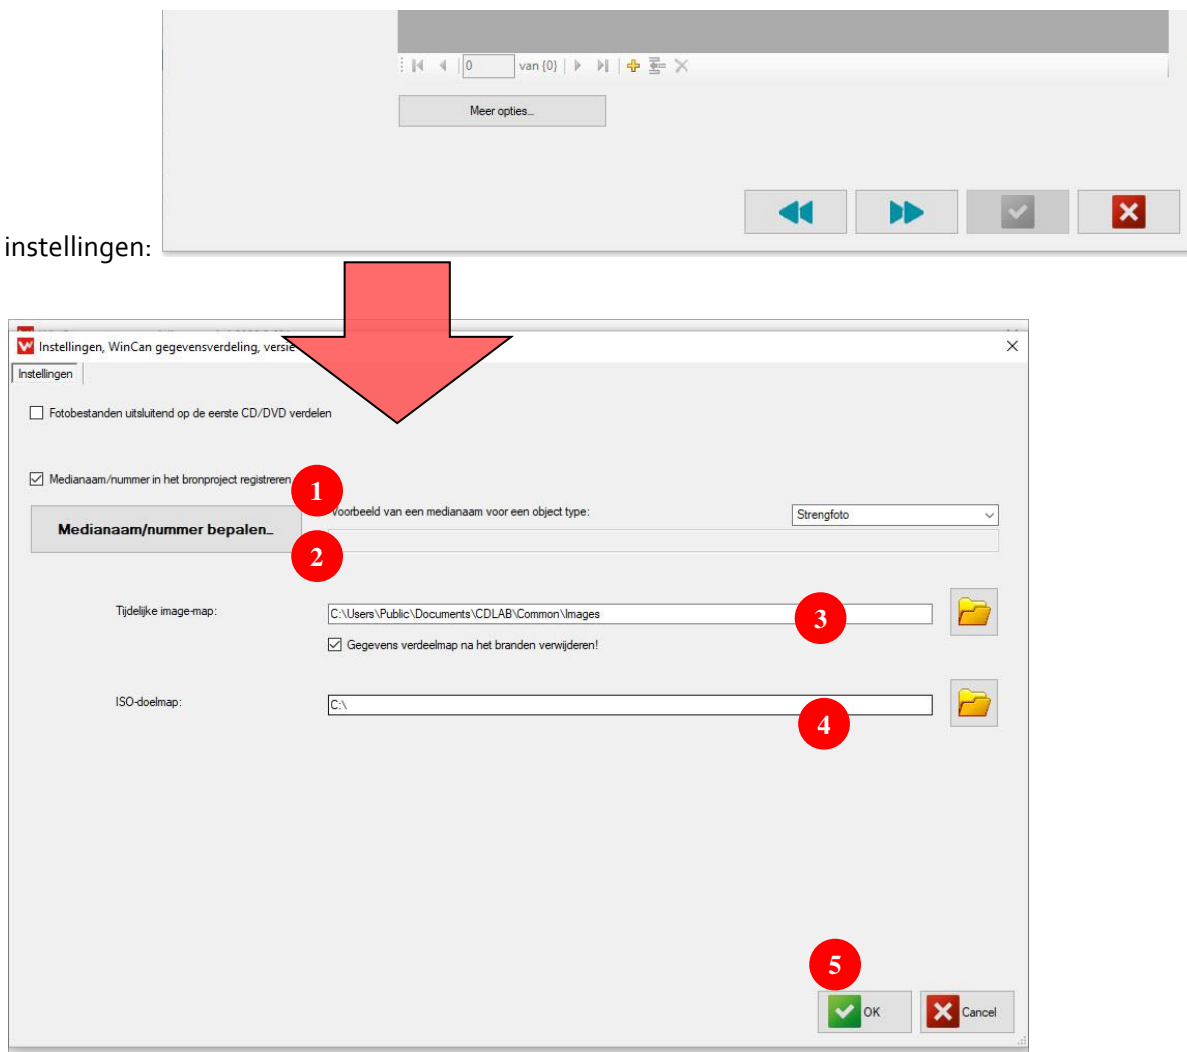 0 van {0}
Meer opties...
instellingen:
Instellingen, WinCan gegevensverdeling, versie
Instellingen
Fotobestanden uitsluitend op de eerste CD/DVD verdelen
Medianaam/nummer in het bronproject registreren
1
Voorbeeld van een medianaam voor een object type:
Strengfoto
Medianaam/nummer bepalen...
2
Tijdelijke image-map:
C:\Users\Public\Documents\CDLAB\Common\Images
3
Gegevens verdeelmap na het branden verwijderen!
ISO-doelmap:
C:\
4
5
OK
Cancel